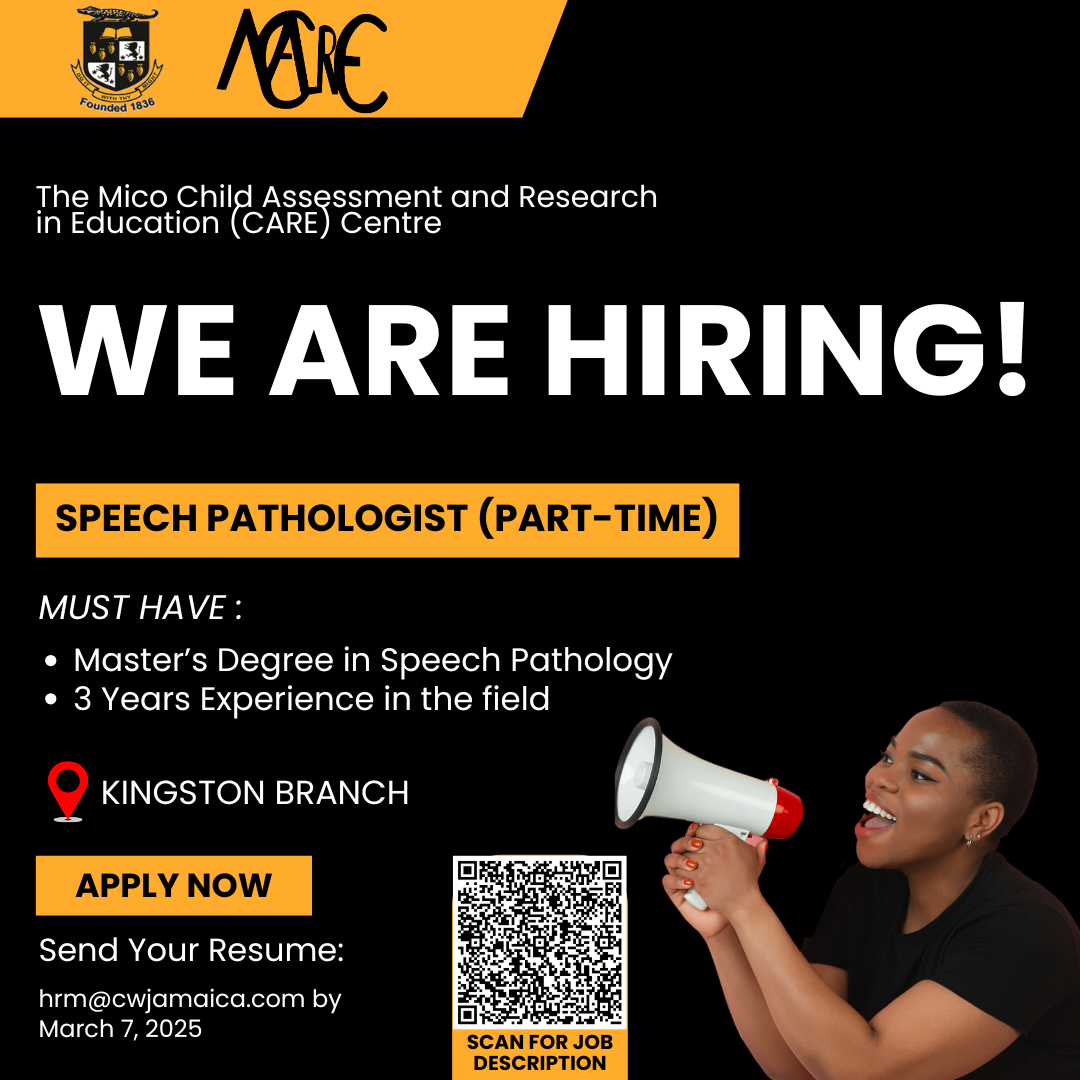 Founded 1836
CARE
The Mico Child Assessment and Research
in Education (CARE) Centre
WE ARE HIRING!
SPEECH PATHOLOGIST (PART-TIME)
MUST HAVE :
• Master’s Degree in Speech Pathology
• 3 Years Experience in the field
KINGSTON BRANCH
APPLY NOW
Send Your Resume:
hrm@cwjamaica.com by
March 7, 2025
SCAN FOR JOB
DESCRIPTION